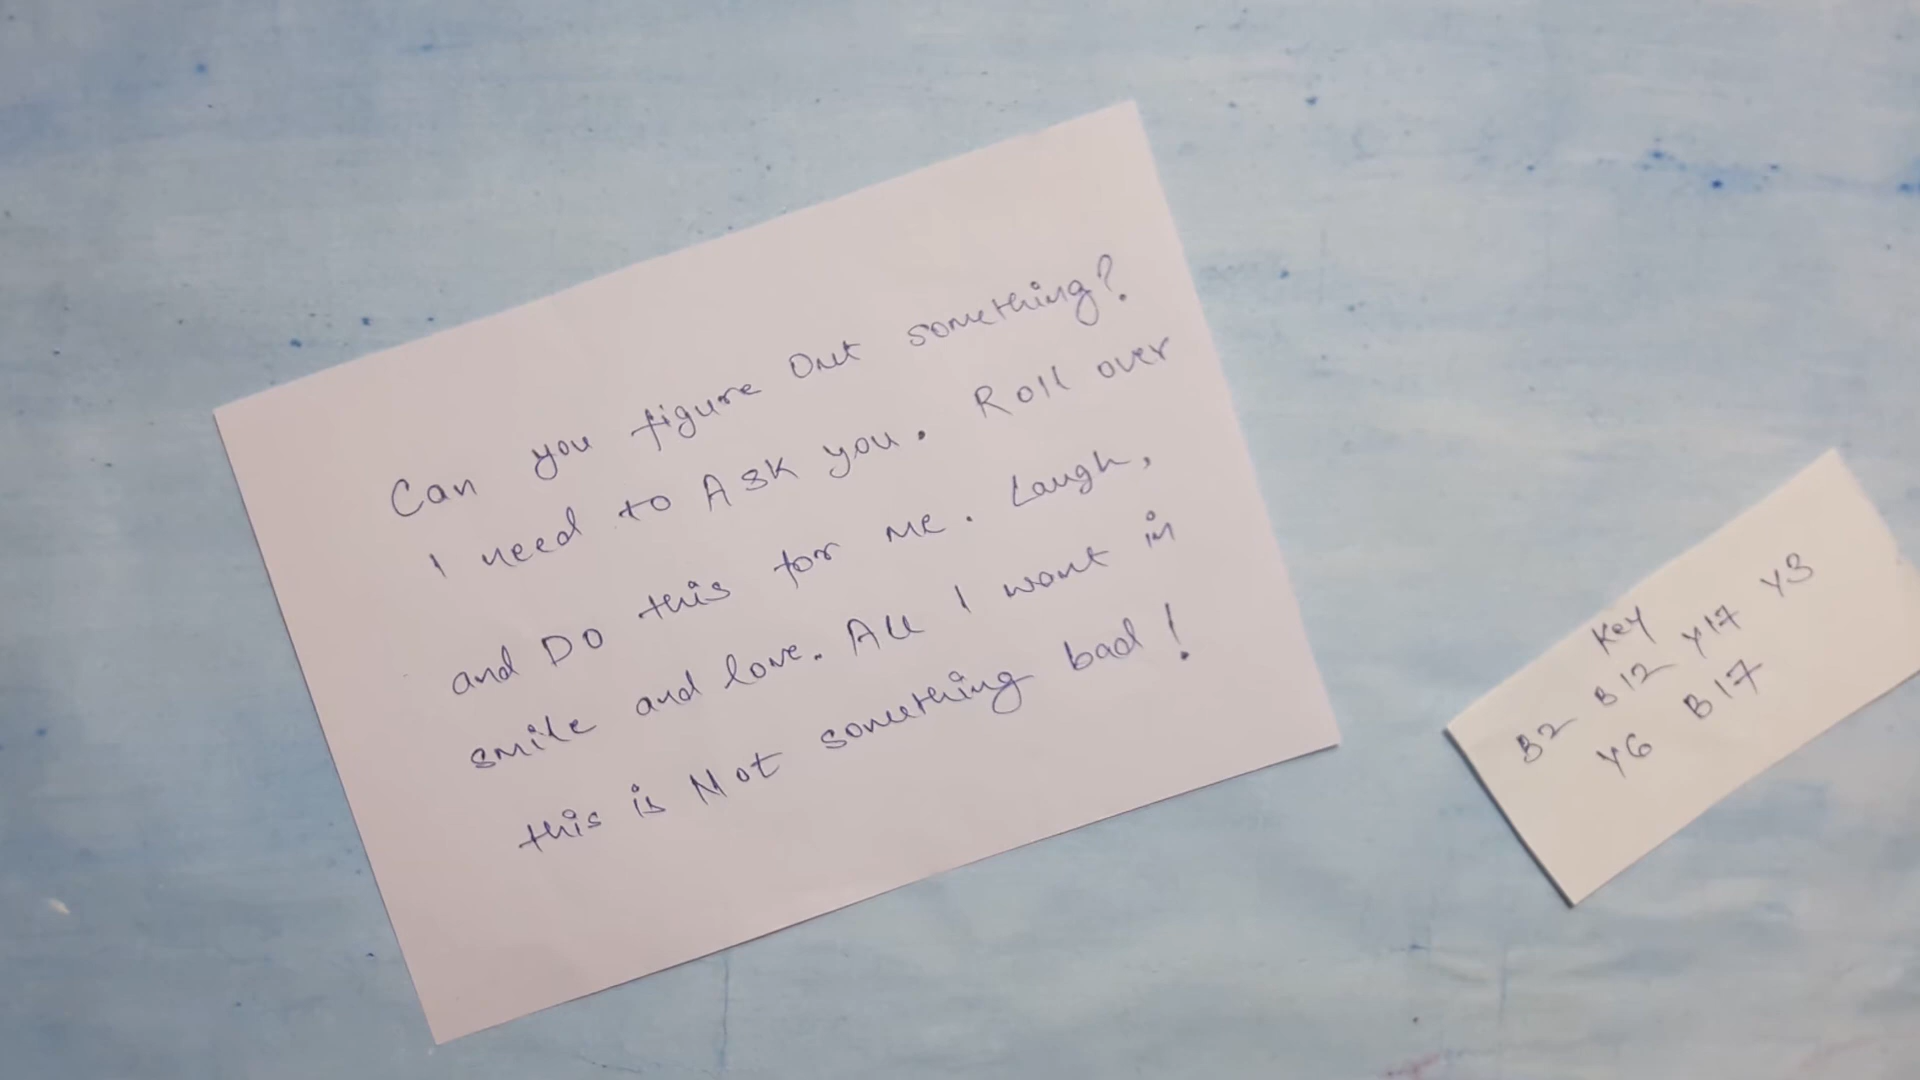 Can you figure Out something?
I need to Ask you. Roll over
and DO this for me. Laugh,
smile and love. All I want in
this is Not something bad!
Key
B2 B12 Y17 Y3
Y6 B17